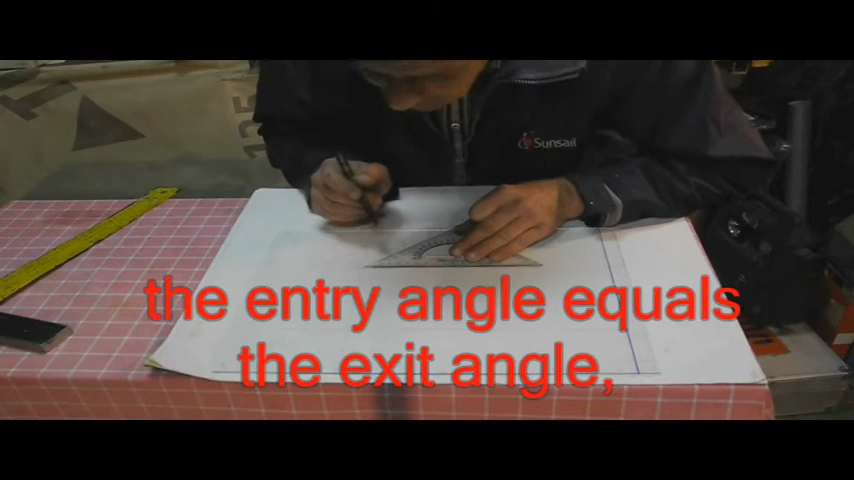 Sunsail
the entry angle equals
the exit angle,